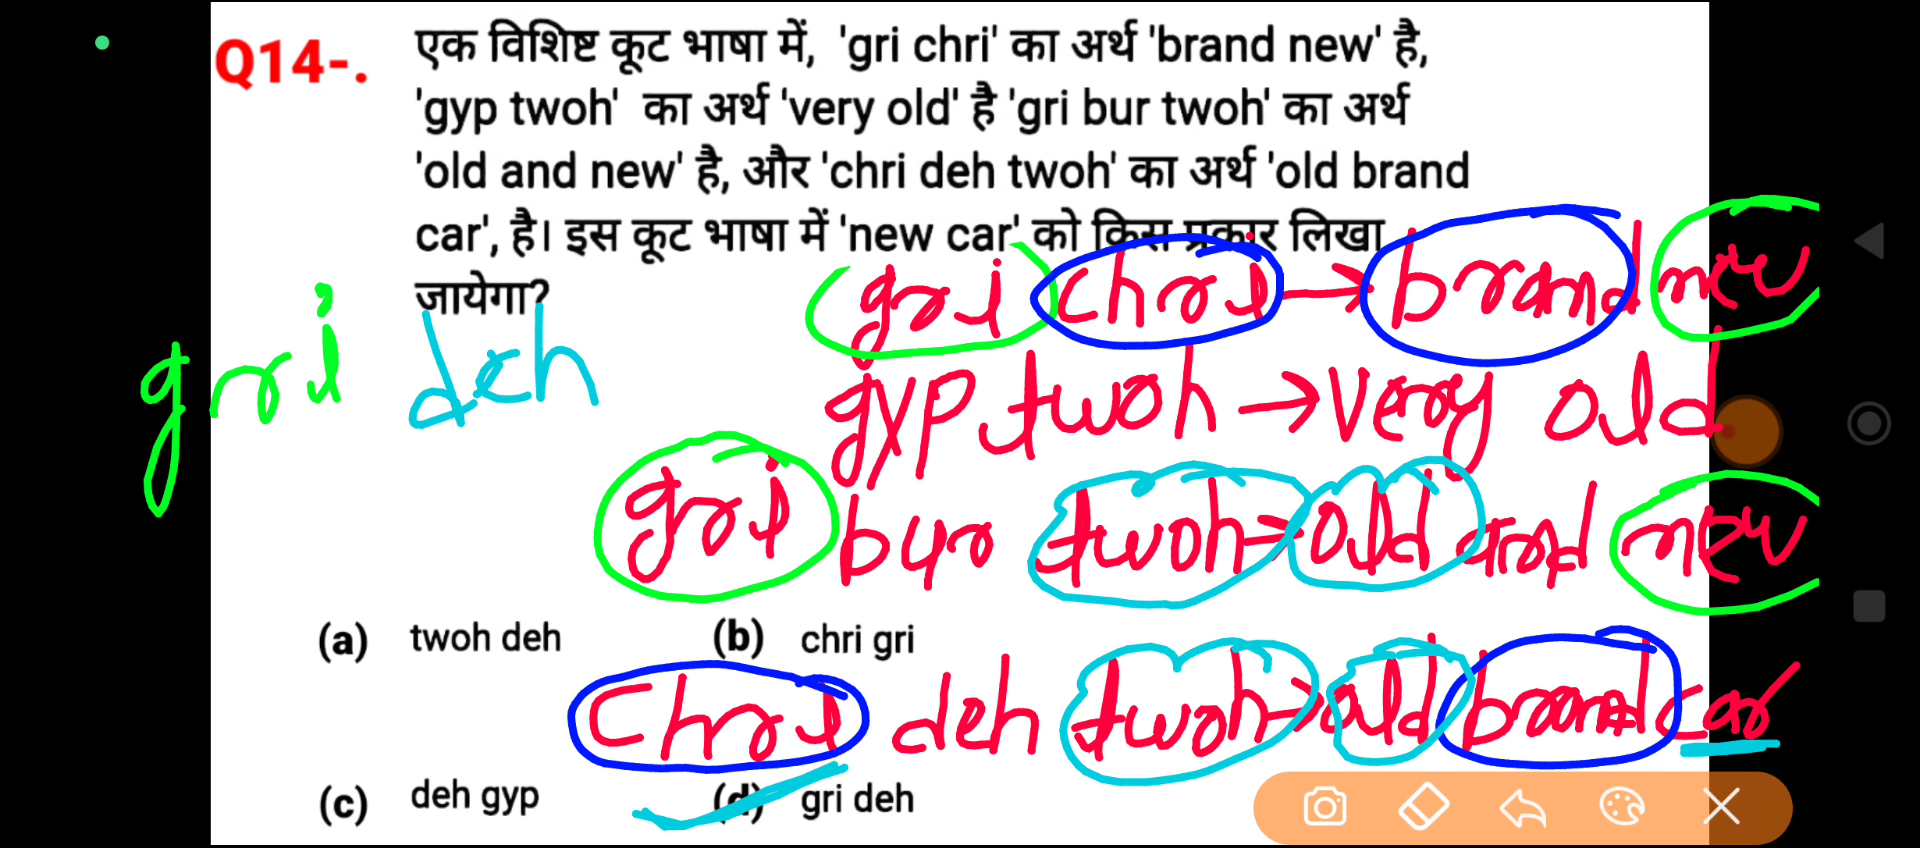 Q14-. एक विशिष्ट कूट भाषा में, 'gri chri' का अर्थ 'brand new' है,
'gyp twoh' का अर्थ 'very old' है 'gri bur twoh' का अर्थ
'old and new' है, और 'chri deh twoh' का अर्थ 'old brand
car', है। इस कूट भाषा में 'new car' को किस प्रकार लिखा
जायेगा?
gri chri → brand new
gri deh
gyp twoh → very old
gri bur twoh → old and new
(a) twoh deh (b) chri gri
chri deh twoh → old brand car
(c) deh gyp (d) gri deh